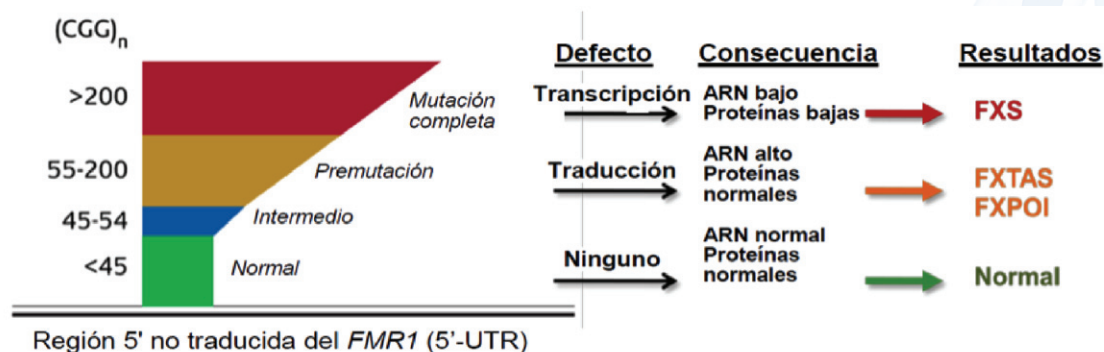 (CGG)n
>200
Mutación
completa
55-200
Premutación
45-54
Intermedio
<45
Normal
Región 5' no traducida del FMR1 (5'-UTR)
Defecto
Consecuencia
Resultados
Transcripción
ARN bajo
Proteínas bajas
FXS
Traducción
ARN alto
Proteínas
normales
FXTAS
FXPOI
Ninguno
ARN normal
Proteínas
normales
Normal